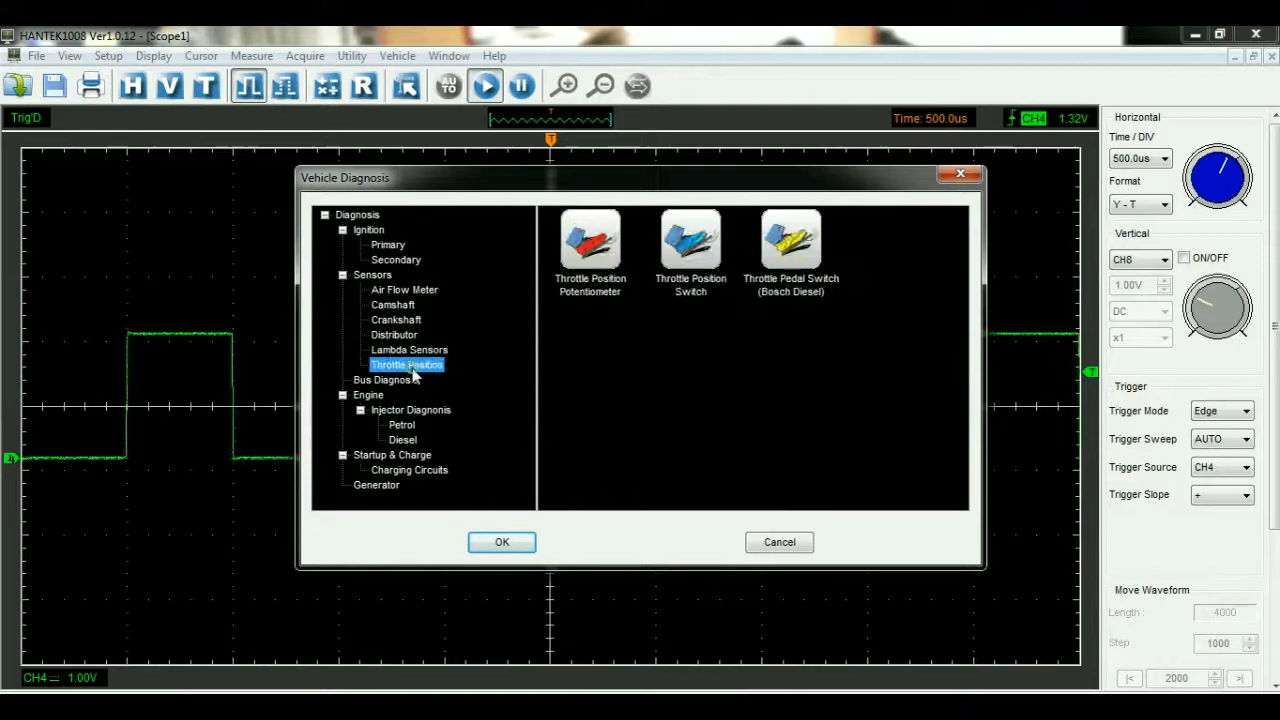 HANTEK1008 Ver1.0.12 - [Scope1]
File View Setup Display Cursor Measure Acquire Utility Vehicle Window Help
H V T R AU TO
Trig'D T Time: 500.0us CH4 1.32V
T
Vehicle Diagnosis
Diagnosis
Ignition
Primary
Secondary
Sensors
Air Flow Meter
Camshaft
Crankshaft
Distributor
Lambda Sensors
Throttle Position
Bus Diagnosis
Engine
Injector Diagnonis
Petrol
Diesel
Startup & Charge
Charging Circuits
Generator
Throttle Position
Potentiometer
Throttle Position
Switch
Throttle Pedal Switch
(Bosch Diesel)
OK Cancel
4
T
CH4 1.00V
Horizontal
Time / DIV
500.0us
Format
Y - T
Vertical
CH8 ON/OFF
1.00V
DC
x1
Trigger
Trigger Mode Edge
Trigger Sweep AUTO
Trigger Source CH4
Trigger Slope +
Move Waveform
Length : 4000
Step 1000
|< 2000 >|